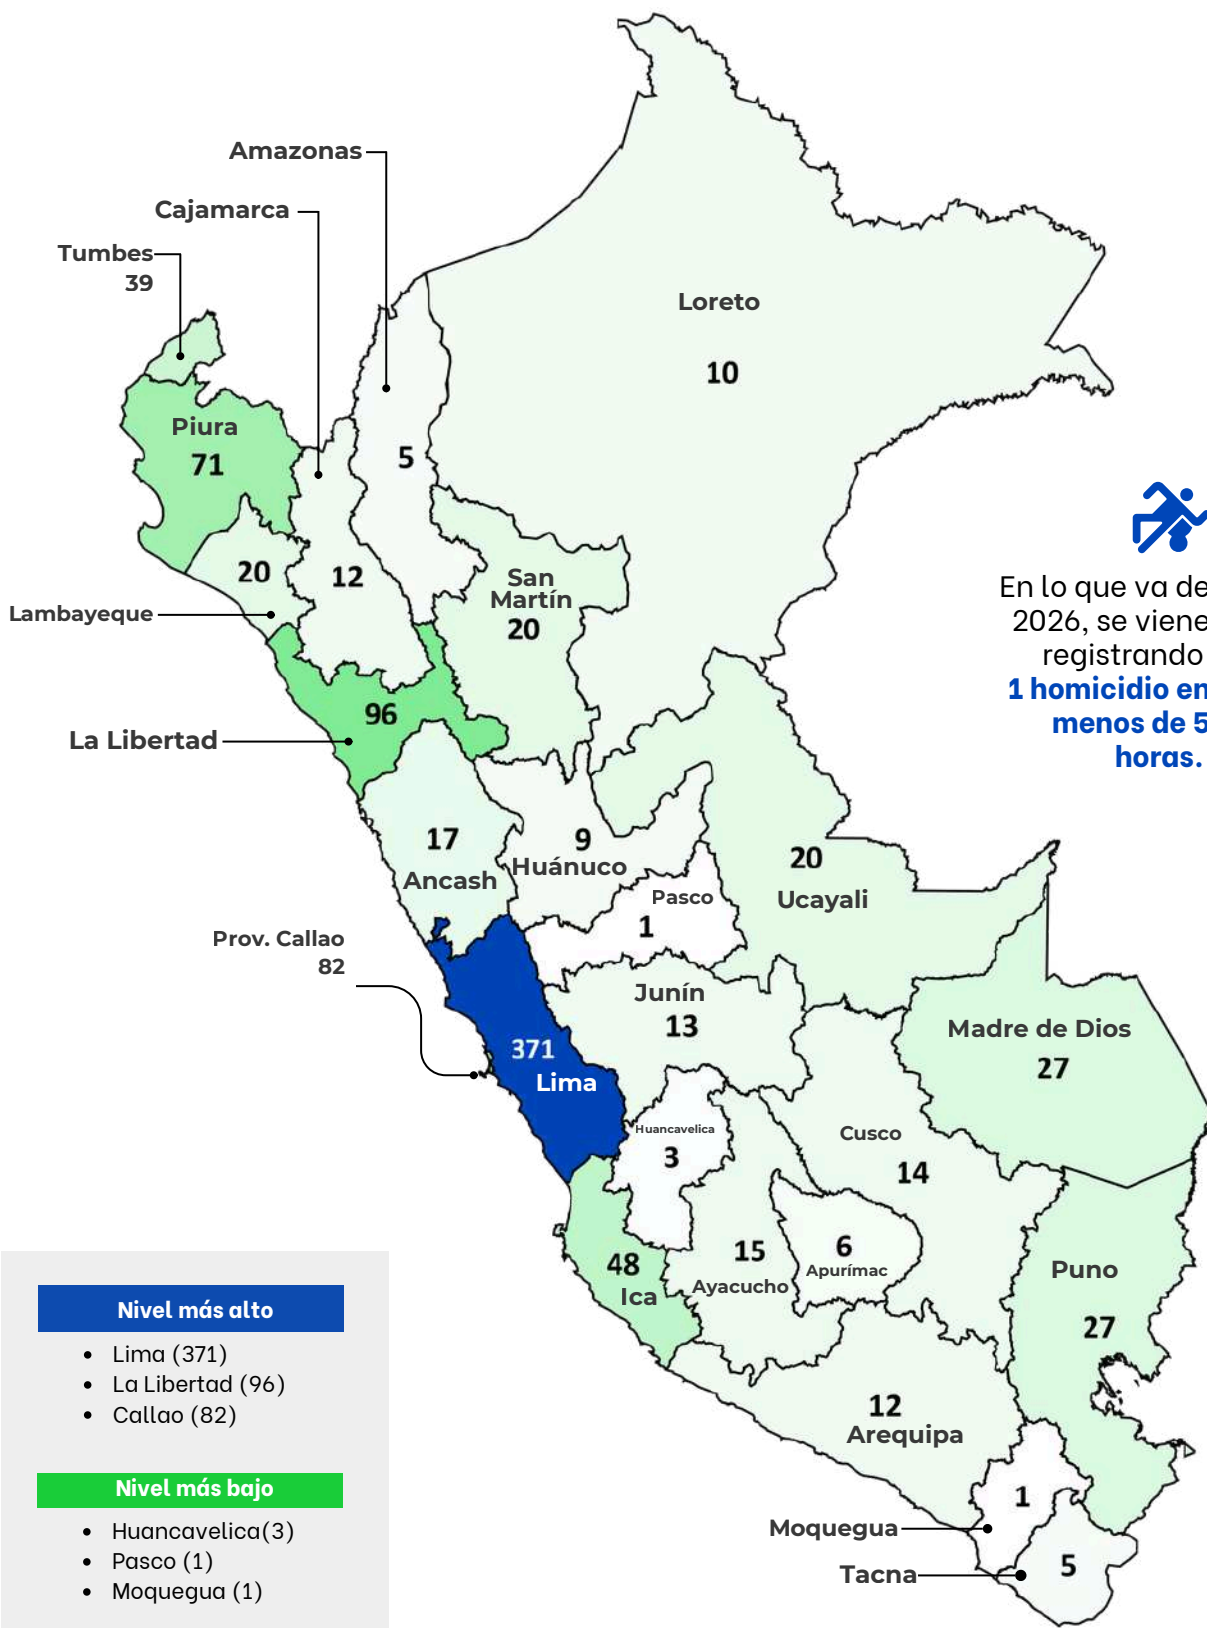 Amazonas
Cajamarca
Tumbes
39
Loreto
10
Piura
71
5
20
12
San
Martín
20
Lambayeque
En lo que va de
2026, se viene
registrando
1 homicidio en
menos de 5
horas.
96
La Libertad
17
Ancash
9
Huánuco
Pasco
1
20
Ucayali
Prov. Callao
82
Junín
13
Madre de Dios
27
371
Lima
Huancavelica
3
Cusco
14
48
Ica
15
Ayacucho
6
Apurímac
Puno
27
12
Arequipa
1
Moquegua
Tacna
5
Nivel más alto
• Lima (371)
• La Libertad (96)
• Callao (82)
Nivel más bajo
• Huancavelica(3)
• Pasco (1)
• Moquegua (1)